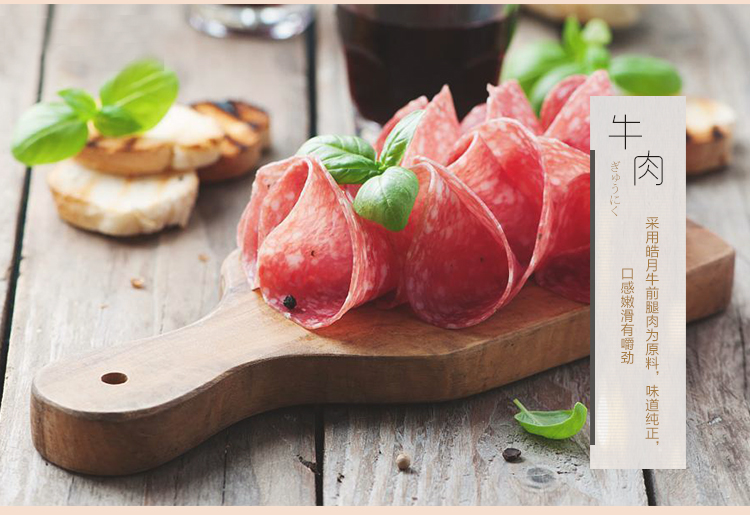 牛肉
ぎゅうにく
采用皓月牛前腿肉为原料，味道纯正，
口感嫩滑有嚼劲